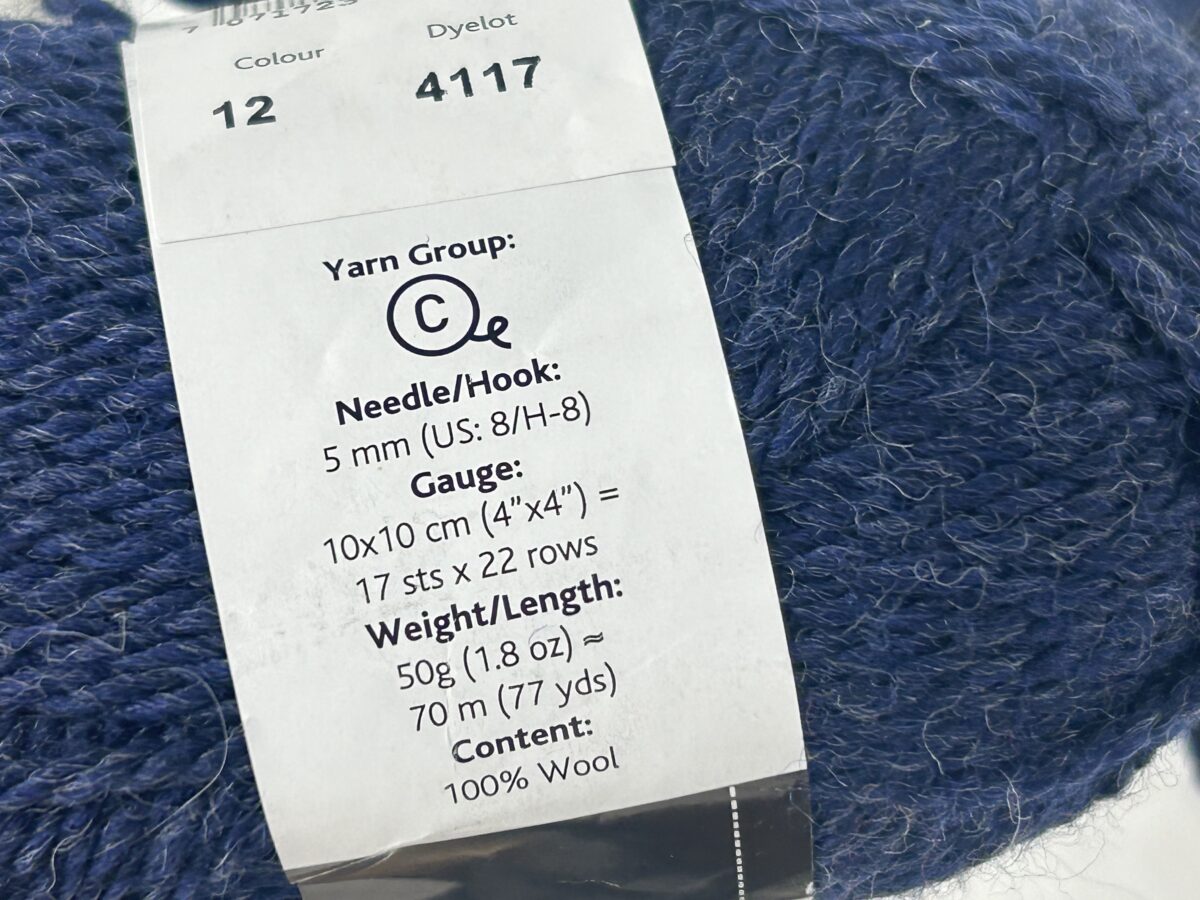 Colour Dyelot
12 4117
Yarn Group:
C
Needle/Hook:
5 mm (US: 8/H-8)
Gauge:
10x10 cm (4"x4") =
17 sts x 22 rows
Weight/Length:
50g (1.8 oz) ≈
70 m (77 yds)
Content:
100% Wool